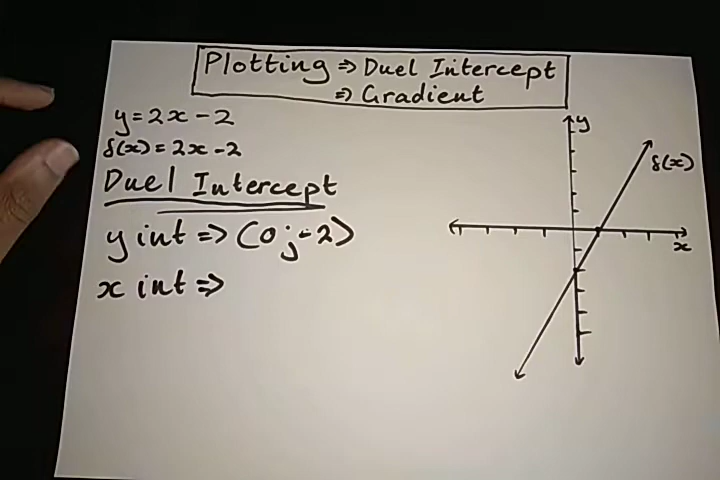 Plotting ⇒ Duel Intercept
⇒ Gradient
y = 2x - 2
f(x) = 2x - 2
Duel Intercept
y int ⇒ (0;-2)
x int ⇒
y
f(x)
x